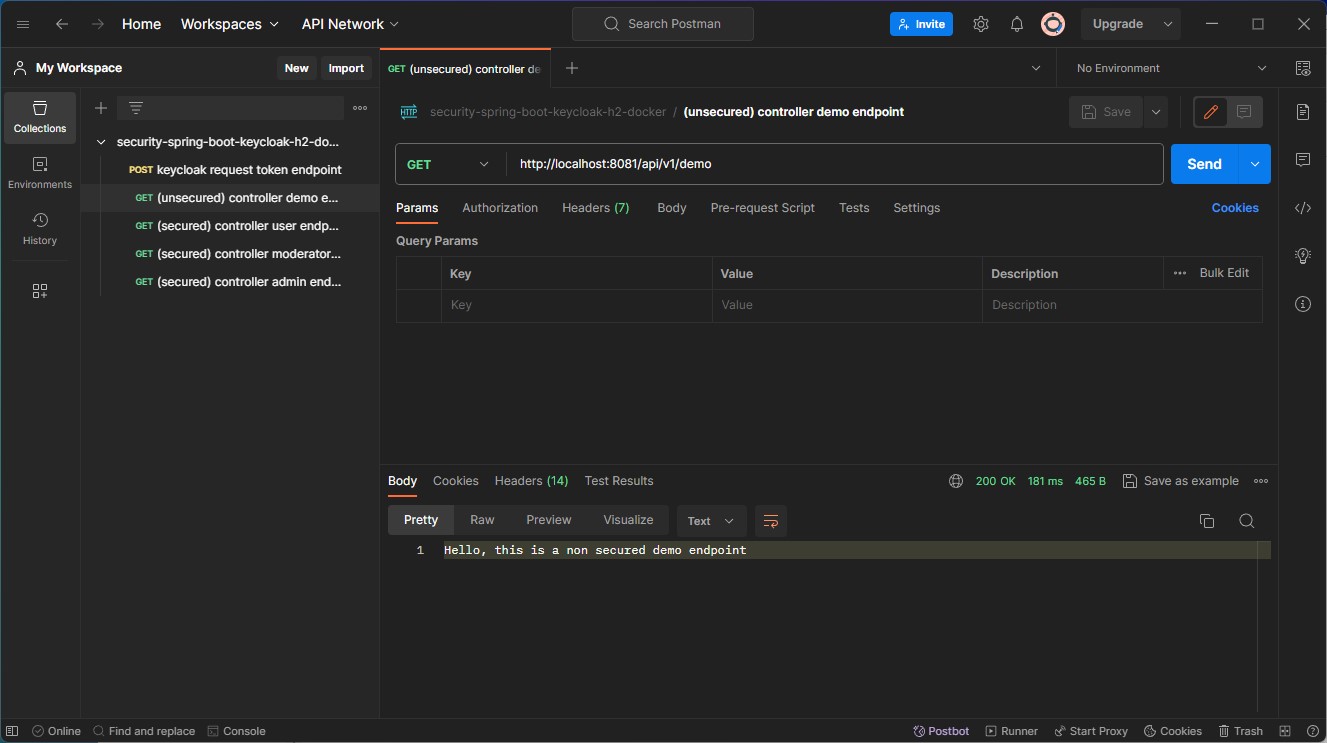 Home Workspaces API Network Search Postman Invite Upgrade
My Workspace New Import GET (unsecured) controller de No Environment
Collections
Environments
History
security-spring-boot-keycloak-h2-do...
POST keycloak request token endpoint
GET (unsecured) controller demo e...
GET (secured) controller user endp...
GET (secured) controller moderator...
GET (secured) controller admin end...
HTTP security-spring-boot-keycloak-h2-docker / (unsecured) controller demo endpoint Save
GET http://localhost:8081/api/v1/demo Send
Params Authorization Headers (7) Body Pre-request Script Tests Settings Cookies
Query Params
Key Value Description ••• Bulk Edit
Key Value Description
Body Cookies Headers (14) Test Results 200 OK 181 ms 465 B Save as example
Pretty Raw Preview Visualize Text
1 Hello, this is a non secured demo endpoint
Online Find and replace Console Postbot Runner Start Proxy Cookies Trash